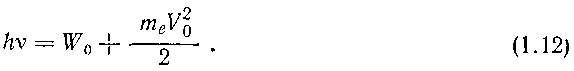 hν = W₀ + mₑV₀²/2 . (1.12)